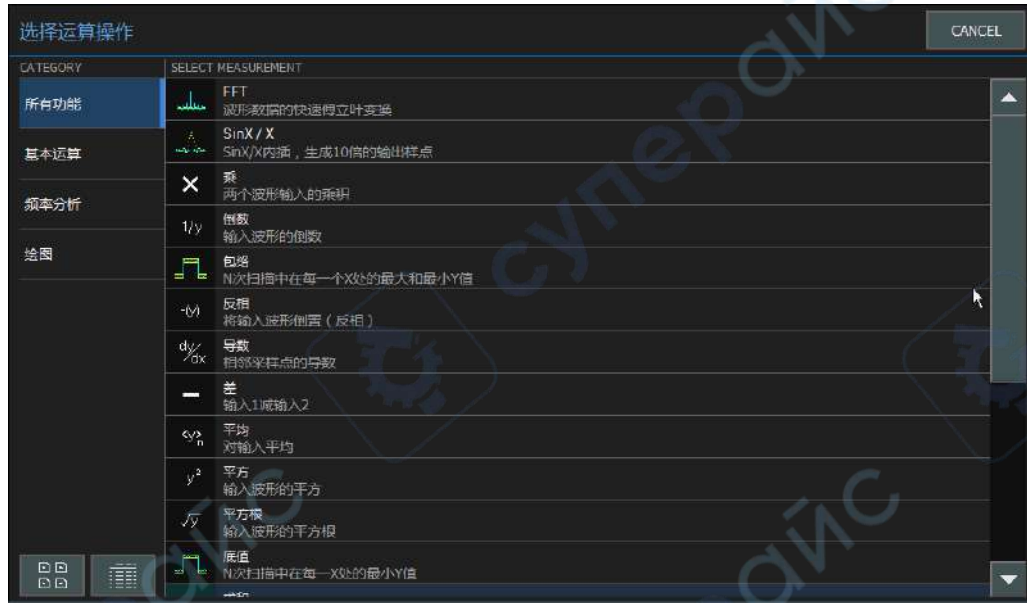 选择运算操作
CANCEL
CATEGORY
SELECT MEASUREMENT
所有功能
基本运算
频率分析
绘图
FFT
波形数据的快速傅立叶变换
SinX / X
SinX/X内插，生成10倍的输出样点
乘
两个波形输入的乘积
1/y
倒数
输入波形的倒数
包络
N次扫描中在每一个X处的最大和最小Y值
-(y)
反相
将输入波形倒置（反相）
dy/dx
导数
相邻采样点的导数
差
输入1减输入2
<y>n
平均
对输入平均
y²
平方
输入波形的平方
√y
平方根
输入波形的平方根
底值
N次扫描中在每一X处的最小Y值
суперайс
айс
айс